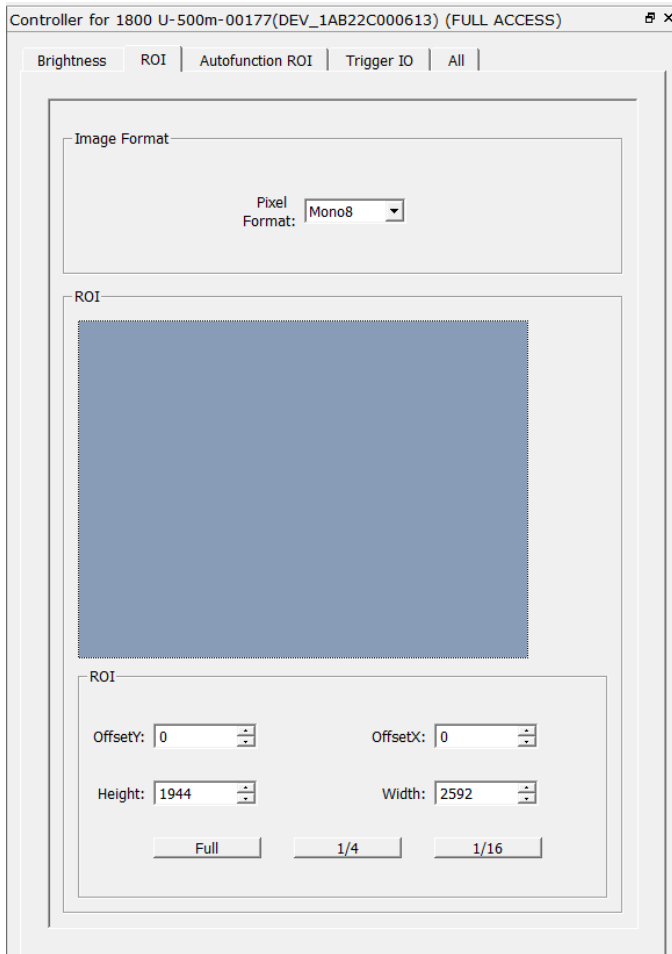 Controller for 1800 U-500m-00177(DEV_1AB22C000613) (FULL ACCESS)
Brightness ROI Autofunction ROI Trigger IO All
Image Format
Pixel
Format: Mono8
ROI
ROI
OffsetY: 0 OffsetX: 0
Height: 1944 Width: 2592
Full 1/4 1/16